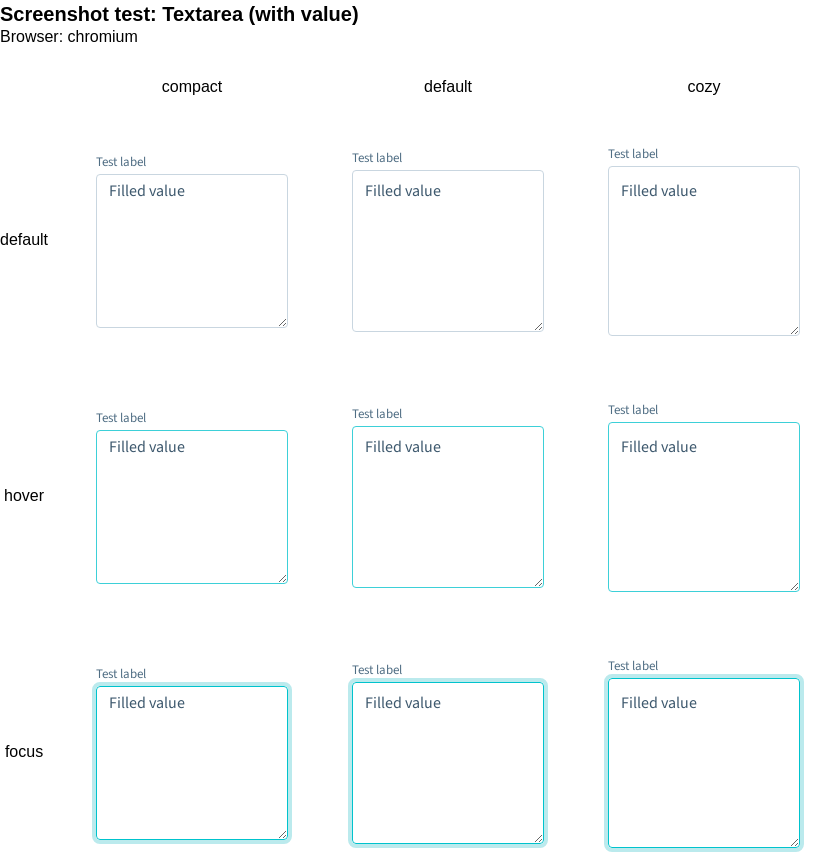 Screenshot test: Textarea (with value)
Browser: chromium
compact default cozy
Test label Test label Test label
Filled value Filled value Filled value
default
Test label Test label Test label
Filled value Filled value Filled value
hover
Test label Test label Test label
Filled value Filled value Filled value
focus